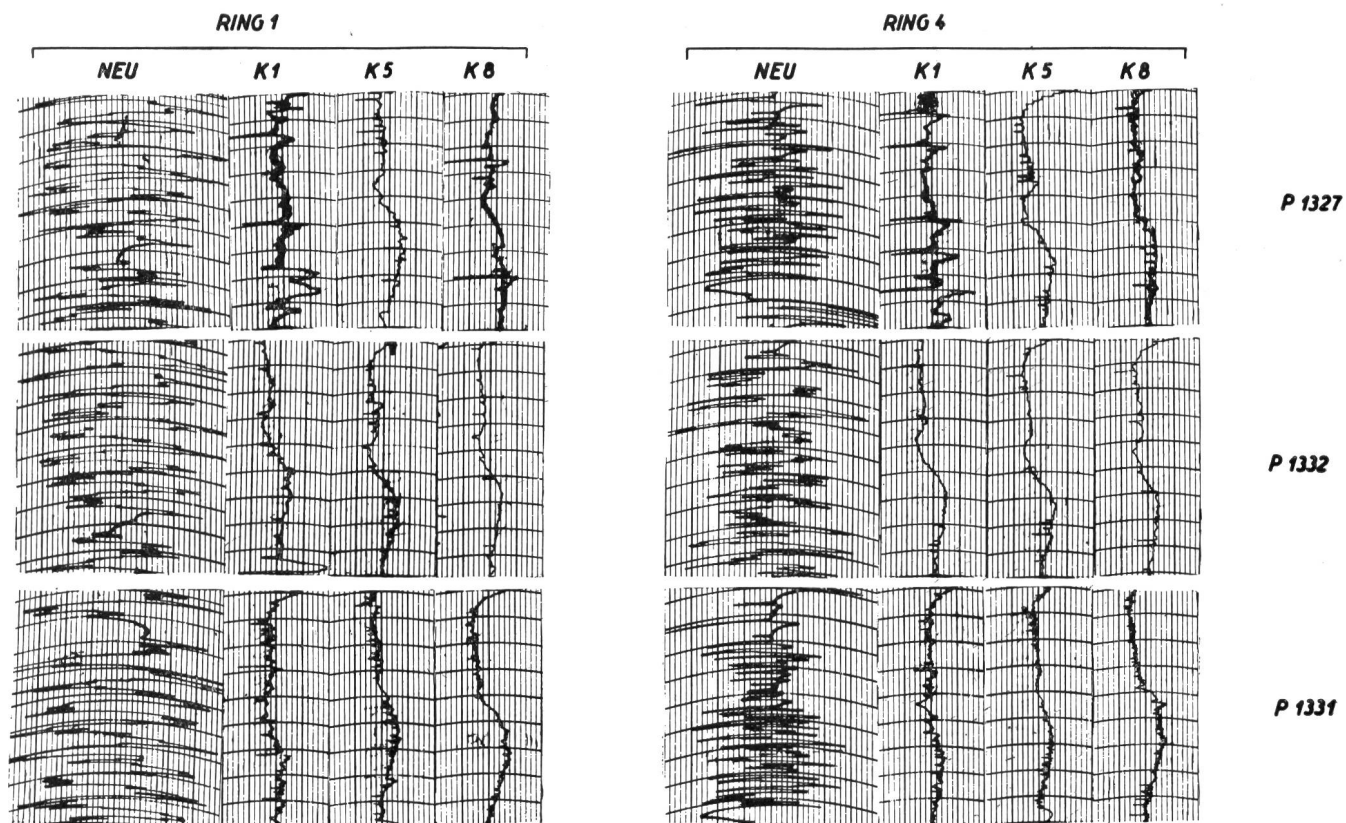 RING 1 RING 4
NEU K1 K5 K8 NEU K1 K5 K8
P 1327
P 1332
P 1331